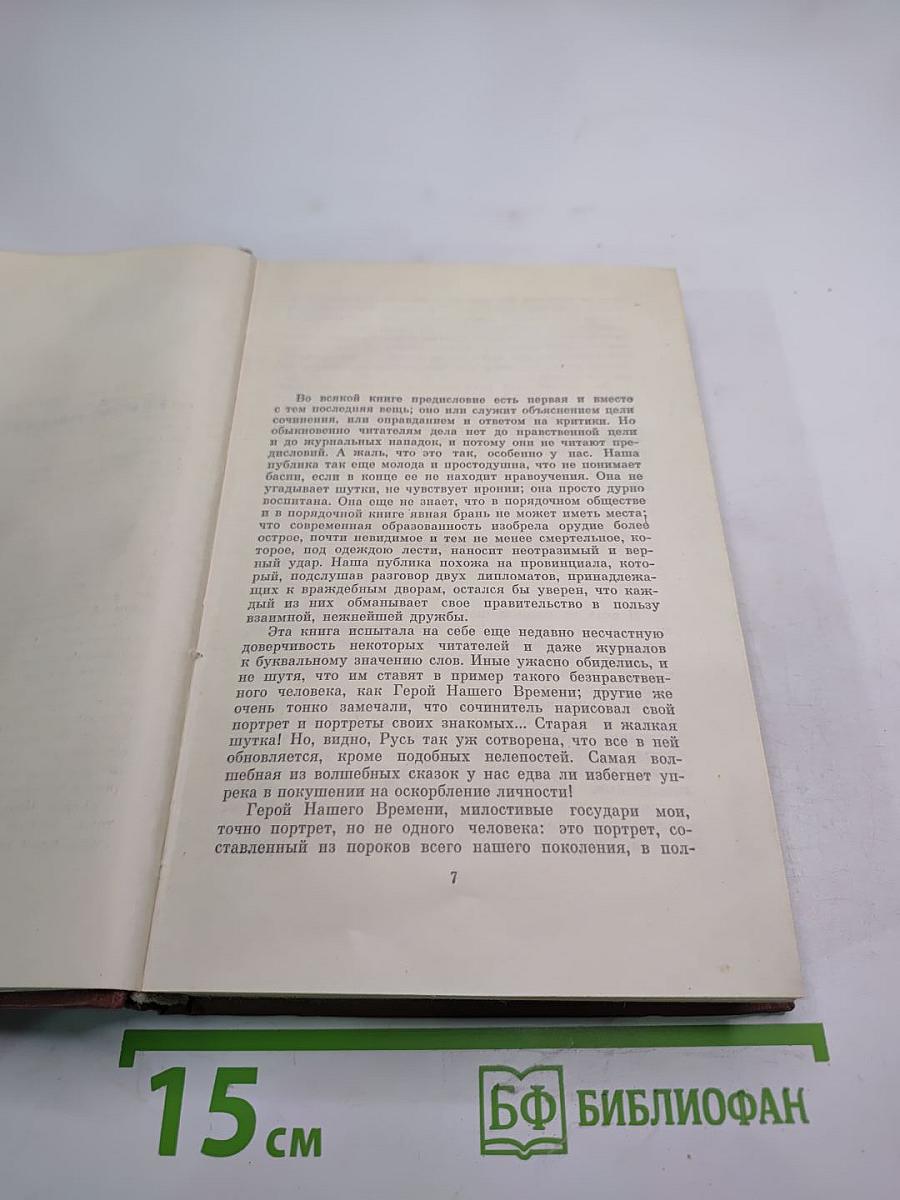 Во всякой книге предисловие есть первая и вместе
с тем последняя вещь; оно или служит объяснением цели
сочинения, или оправданием и ответом на критики. Но
обыкновенно читателям дела нет до нравственной цели
и до журнальных нападок, и потому они не читают пре-
дисловий. А жаль, что это так, особенно у нас. Наша
публика так еще молода и простодушна, что не понимает
басни, если в конце ее не находит нравоучения. Она не
угадывает шутки, не чувствует иронии; она просто дурно
воспитана. Она еще не знает, что в порядочном обществе
и в порядочной книге явная брань не может иметь места;
что современная образованность изобрела орудие более
острое, почти невидимое и тем не менее смертельное, ко-
торое, под одеждою лести, наносит неотразимый и вер-
ный удар. Наша публика похожа на провинциала, кото-
рый, подслушав разговор двух дипломатов, принадлежа-
щих к враждебным дворам, остался бы уверен, что каж-
дый из них обманывает свое правительство в пользу
взаимной, нежнейшей дружбы.
Эта книга испытала на себе еще недавно несчастную
доверчивость некоторых читателей и даже журналов
к буквальному значению слов. Иные ужасно обиделись, и
не шутя, что им ставят в пример такого безнравствен-
ного человека, как Герой Нашего Времени; другие же
очень тонко замечали, что сочинитель нарисовал свой
портрет и портреты своих знакомых... Старая и жалкая
шутка! Но, видно, Русь так уж сотворена, что все в ней
обновляется, кроме подобных нелепостей. Самая вол-
шебная из волшебных сказок у нас едва ли избегнет уп-
река в покушении на оскорбление личности!
Герой Нашего Времени, милостивые государи мои,
точно портрет, но не одного человека: это портрет, со-
ставленный из пороков всего нашего поколения, в пол-
7
15 см
БФ БИБЛИОФАН